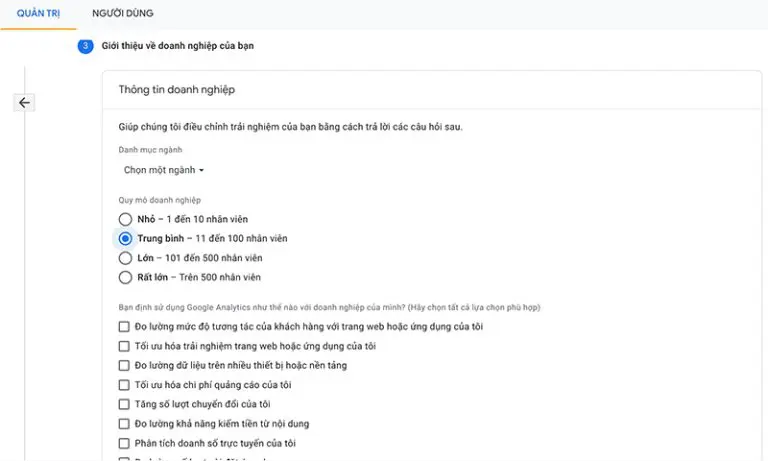 QUẢN TRỊ NGƯỜI DÙNG
3 Giới thiệu về doanh nghiệp của bạn
Thông tin doanh nghiệp
Giúp chúng tôi điều chỉnh trải nghiệm của bạn bằng cách trả lời các câu hỏi sau.
Danh mục ngành
Chọn một ngành
Quy mô doanh nghiệp
Nhỏ – 1 đến 10 nhân viên
Trung bình – 11 đến 100 nhân viên
Lớn – 101 đến 500 nhân viên
Rất lớn – Trên 500 nhân viên
Bạn định sử dụng Google Analytics như thế nào với doanh nghiệp của mình? (Hãy chọn tất cả lựa chọn phù hợp)
Đo lường mức độ tương tác của khách hàng với trang web hoặc ứng dụng của tôi
Tối ưu hóa trải nghiệm trang web hoặc ứng dụng của tôi
Đo lường dữ liệu trên nhiều thiết bị hoặc nền tảng
Tối ưu hóa chi phí quảng cáo của tôi
Tăng số lượt chuyển đổi của tôi
Đo lường khả năng kiếm tiền từ nội dung
Phân tích doanh số trực tuyến của tôi